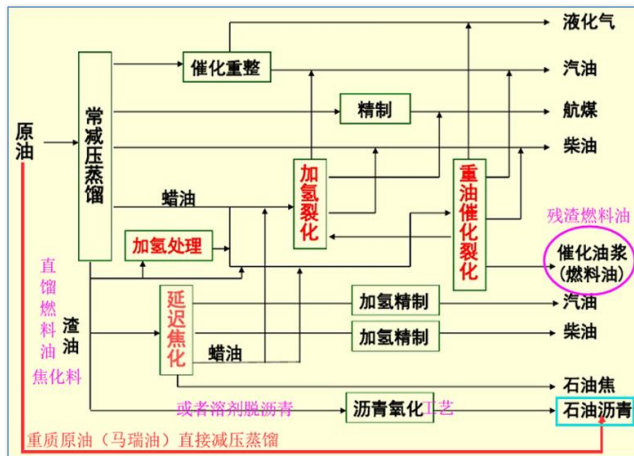 液化气
催化重整
汽油
精制
航煤
原油
常减压蒸馏
柴油
蜡油
加氢裂化
重油催化裂化
残渣燃料油
加氢处理
催化油浆
(燃料油)
直馏燃料油
渣油
延迟焦化
加氢精制
汽油
加氢精制
柴油
蜡油
焦化料
石油焦
或者溶剂脱沥青
沥青氧化
工艺
石油沥青
重质原油（马瑞油）直接减压蒸馏